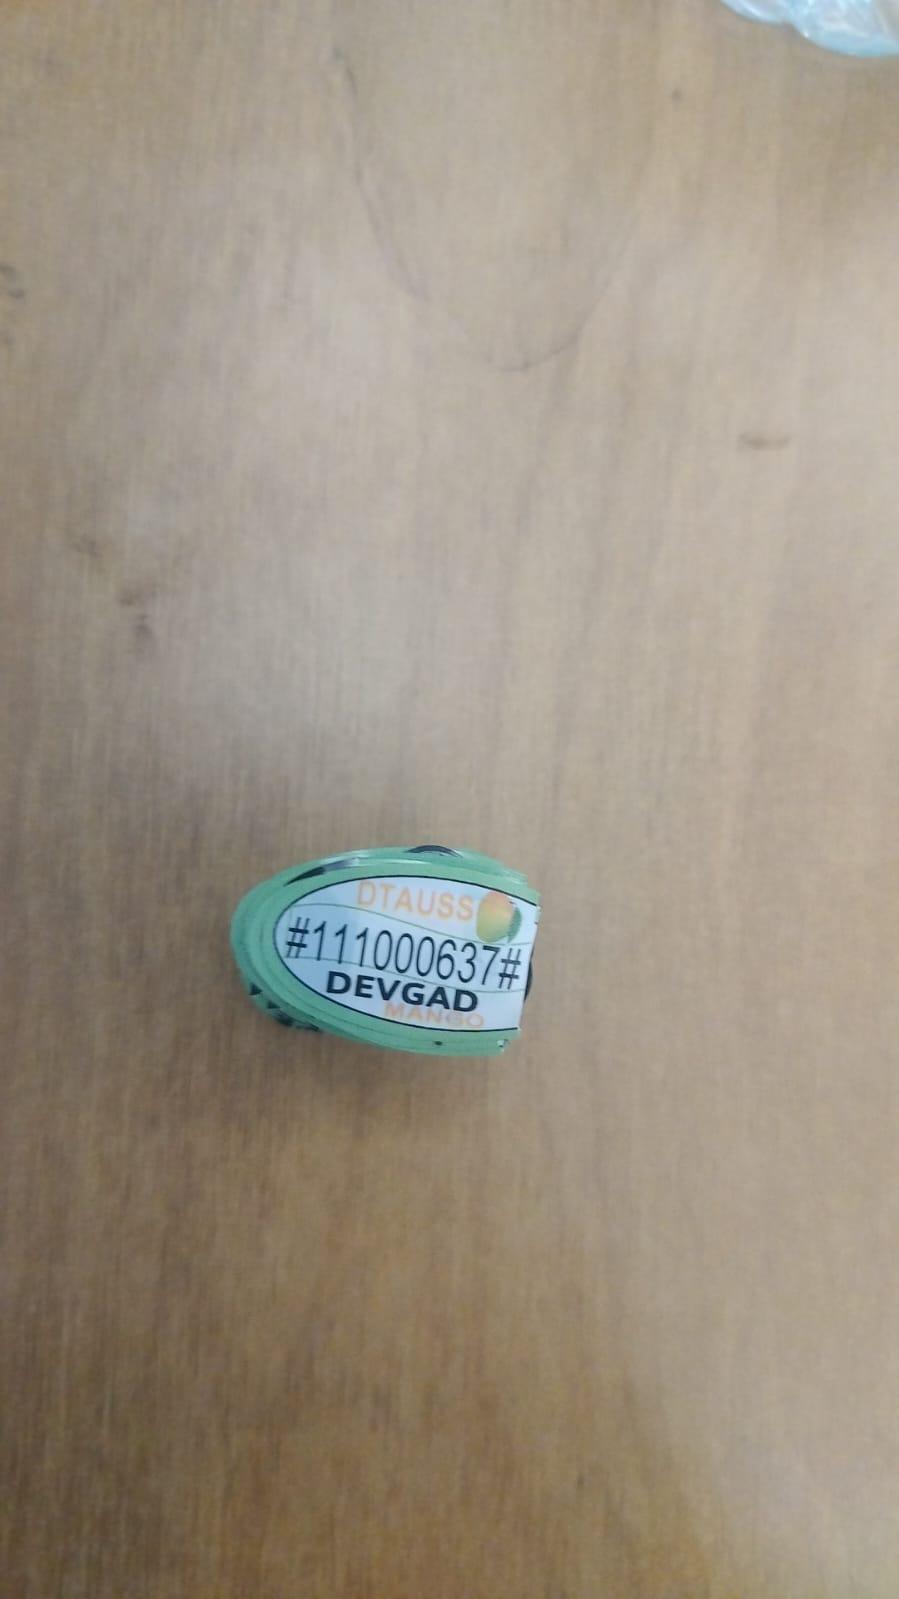 DTAUSS
#111000637#
DEVGAD
MANGO